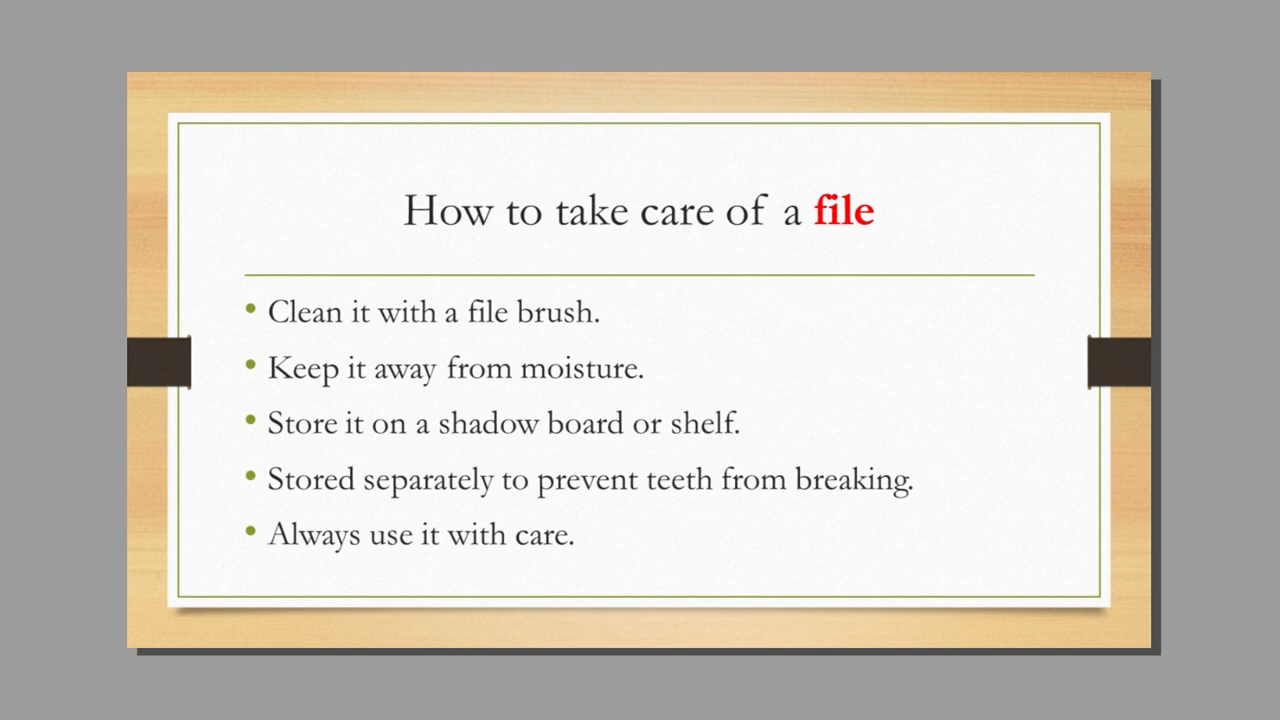 How to take care of a file
• Clean it with a file brush.
• Keep it away from moisture.
• Store it on a shadow board or shelf.
• Stored separately to prevent teeth from breaking.
• Always use it with care.